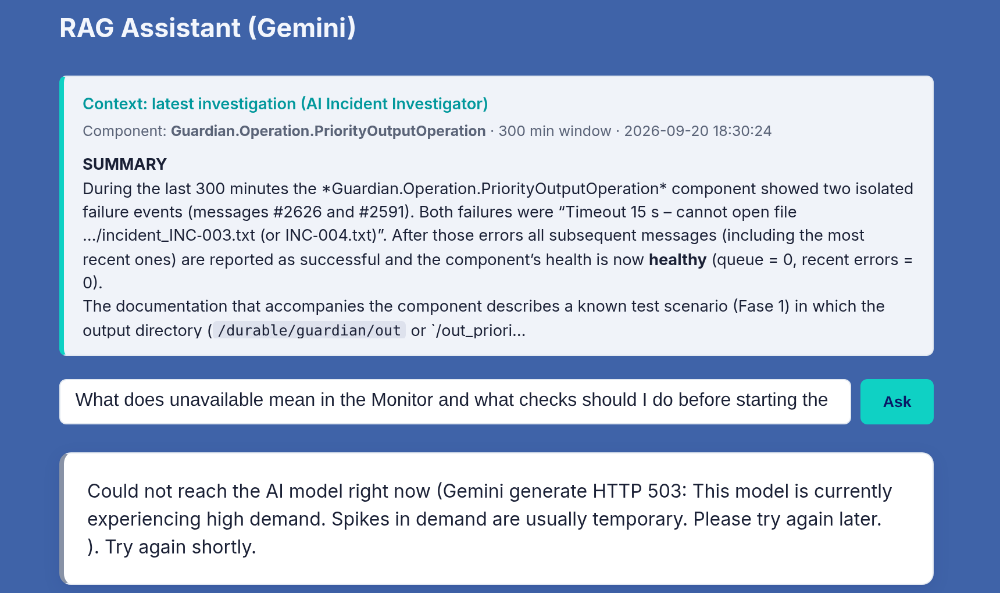 RAG Assistant (Gemini)
Context: latest investigation (AI Incident Investigator)
Component: Guardian.Operation.PriorityOutputOperation · 300 min window · 2026-09-20 18:30:24
SUMMARY
During the last 300 minutes the *Guardian.Operation.PriorityOutputOperation* component showed two isolated
failure events (messages #2626 and #2591). Both failures were “Timeout 15 s – cannot open file
…/incident_INC‑003.txt (or INC‑004.txt)”. After those errors all subsequent messages (including the most
recent ones) are reported as successful and the component’s health is now healthy (queue = 0, recent errors =
0).
The documentation that accompanies the component describes a known test scenario (Fase 1) in which the
output directory (/durable/guardian/out or `/out_priori...
What does unavailable mean in the Monitor and what checks should I do before starting the
Ask
Could not reach the AI model right now (Gemini generate HTTP 503: This model is currently
experiencing high demand. Spikes in demand are usually temporary. Please try again later.
). Try again shortly.